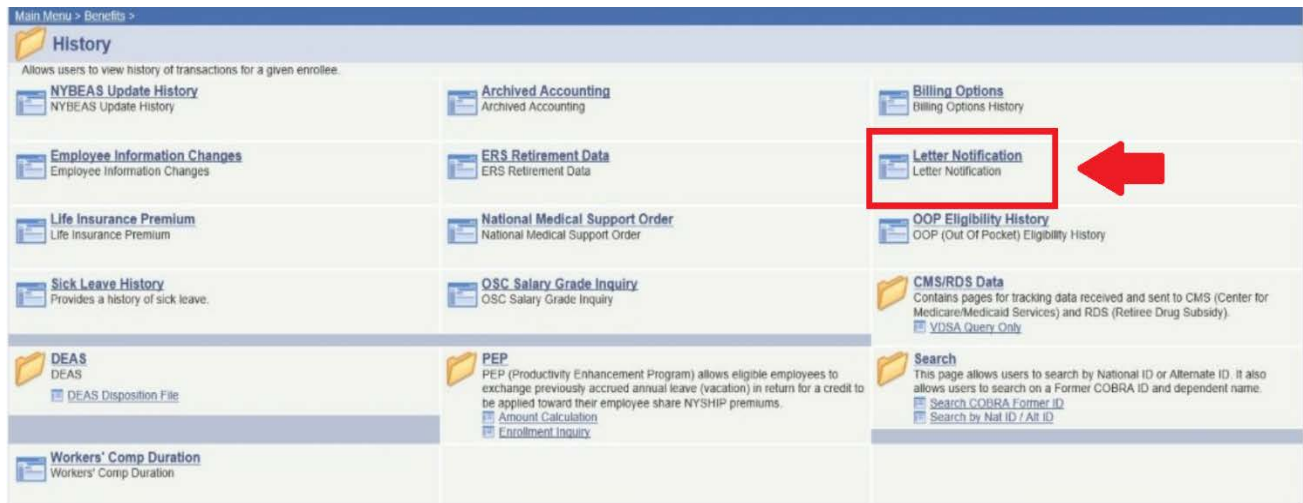 Main Menu > Benefits >
History
Allows users to view history of transactions for a given enrollee.
NYBEAS Update History
NYBEAS Update History
Archived Accounting
Archived Accounting
Billing Options
Billing Options History
Employee Information Changes
Employee Information Changes
ERS Retirement Data
ERS Retirement Data
Letter Notification
Letter Notification
Life Insurance Premium
Life Insurance Premium
National Medical Support Order
National Medical Support Order
OOP Eligibility History
OOP (Out Of Pocket) Eligibility History
Sick Leave History
Provides a history of sick leave.
OSC Salary Grade Inquiry
OSC Salary Grade Inquiry
CMS/RDS Data
Contains pages for tracking data received and sent to CMS (Center for
Medicare/Medicaid Services) and RDS (Retiree Drug Subsidy).
VDSA Query Only
DEAS
DEAS
DEAS Disposition File
PEP
PEP (Productivity Enhancement Program) allows eligible employees to
exchange previously accrued annual leave (vacation) in return for a credit to
be applied toward their employee share NYSHIP premiums.
Amount Calculation
Enrollment Inquiry
Search
This page allows users to search by National ID or Alternate ID. It also
allows users to search on a Former COBRA ID and dependent name.
Search COBRA Former ID
Search by Nat ID / Alt ID
Workers' Comp Duration
Workers' Comp Duration